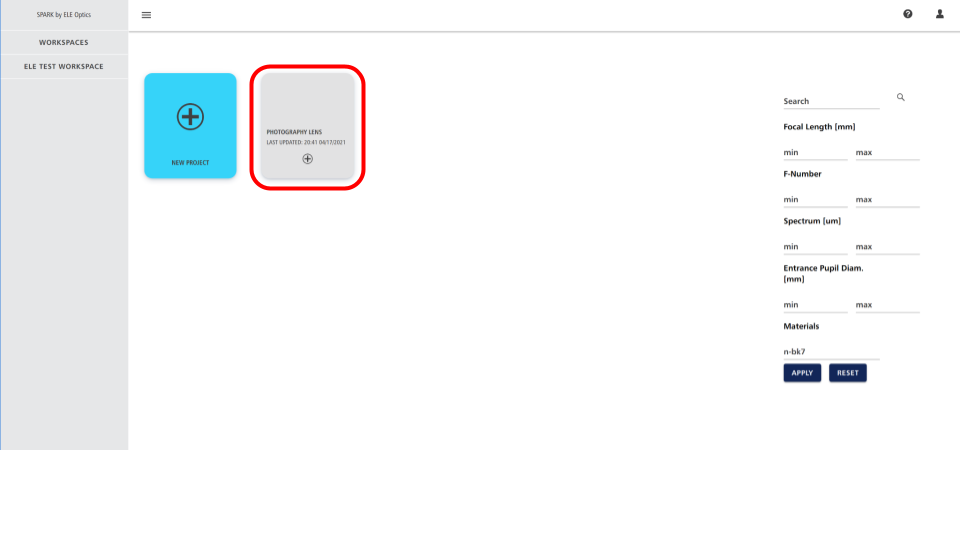 SPARK by ELE Optics
WORKSPACES
ELE TEST WORKSPACE
NEW PROJECT
PHOTOGRAPHY LENS
LAST UPDATED: 20:41 04/17/2021
Search
Focal Length [mm]
min max
F-Number
min max
Spectrum [um]
min max
Entrance Pupil Diam.
[mm]
min max
Materials
n-bk7
APPLY RESET